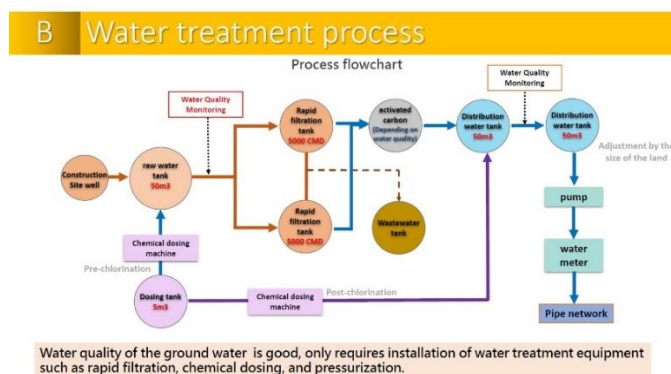 B Water treatment process
Process flowchart
Water Quality
Monitoring
Water Quality
Monitoring
Construction
Site well
raw water
tank
50m3
Rapid
filtration
tank
5000 CMD
Rapid
filtration
tank
5000 CMD
activated
carbon
(Depending on
water quality)
Wastewater
tank
Distribution
water tank
50m3
Distribution
water tank
50m3
Adjustment by the
size of the land
pump
water
meter
Pipe network
Chemical dosing
machine
Pre-chlorination
Dosing tank
5m3
Chemical dosing
machine
Post-chlorination
Water quality of the ground water is good, only requires installation of water treatment equipment
such as rapid filtration, chemical dosing, and pressurization.